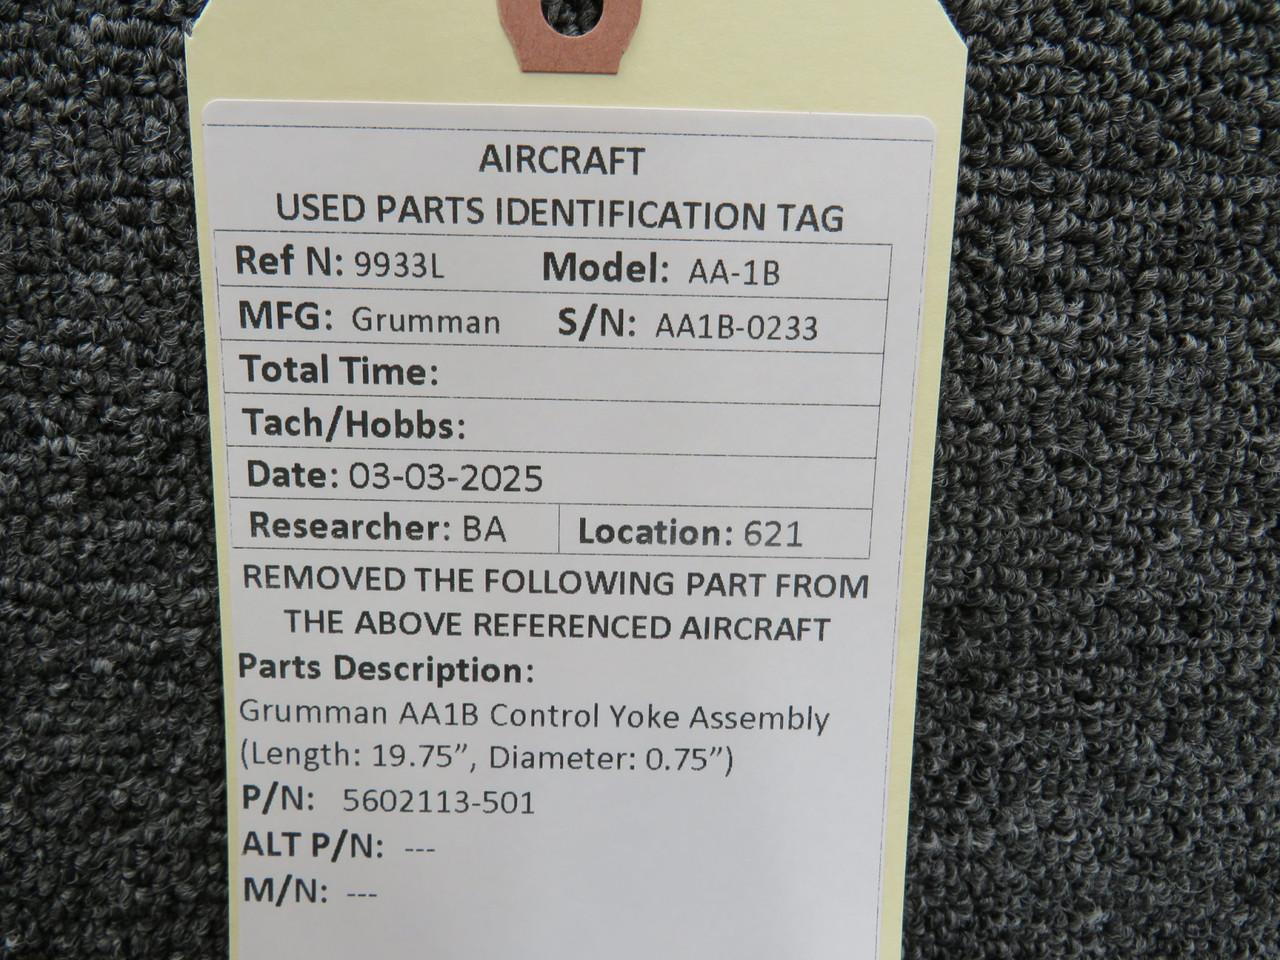 AIRCRAFT
USED PARTS IDENTIFICATION TAG
Ref N: 9933L Model: AA-1B
MFG: Grumman S/N: AA1B-0233
Total Time:
Tach/Hobbs:
Date: 03-03-2025
Researcher: BA Location: 621
REMOVED THE FOLLOWING PART FROM
THE ABOVE REFERENCED AIRCRAFT
Parts Description:
Grumman AA1B Control Yoke Assembly
(Length: 19.75”, Diameter: 0.75”)
P/N: 5602113-501
ALT P/N: ---
M/N: ---